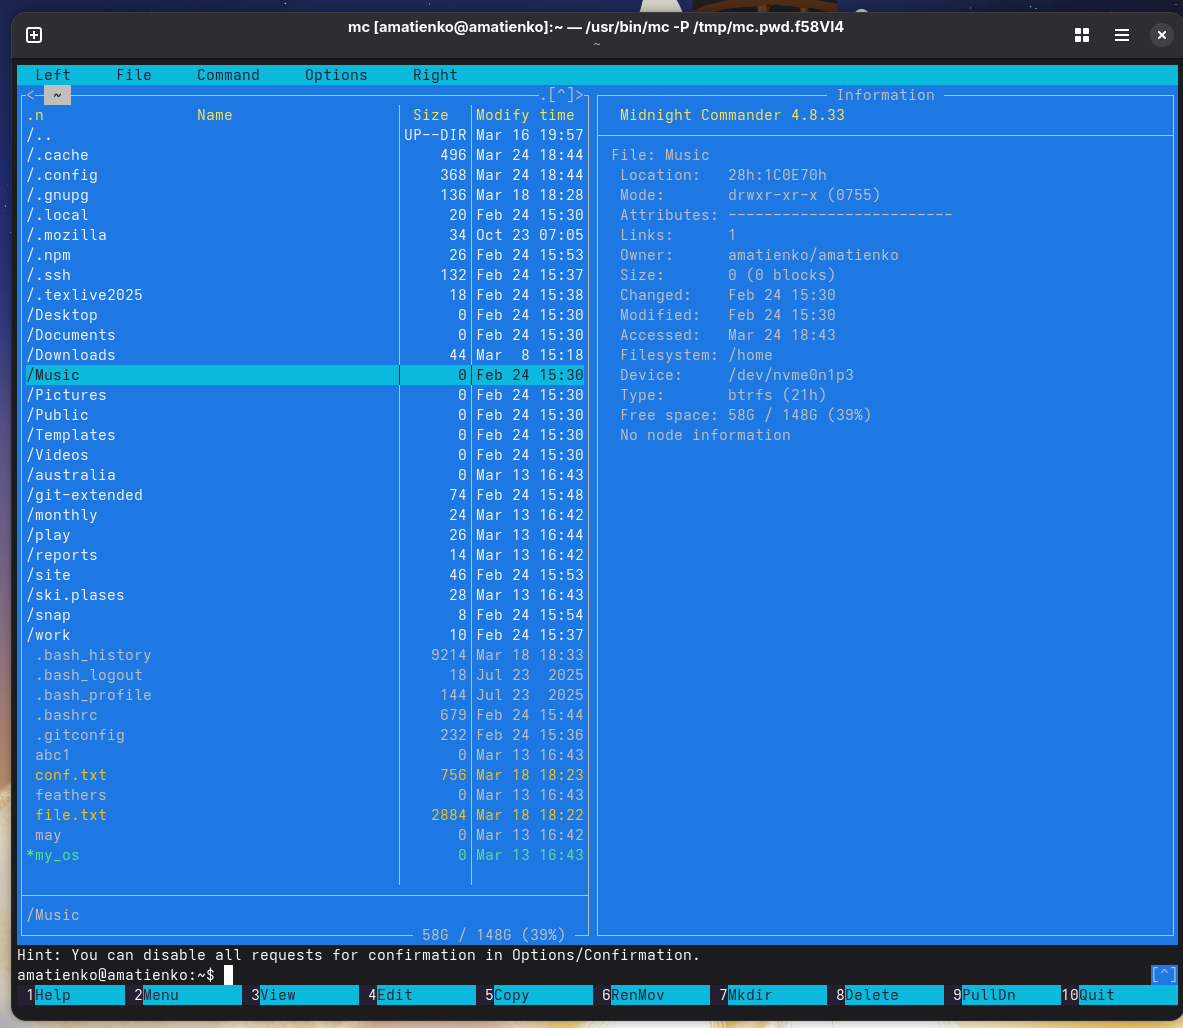 mc [amatienko@amatienko]:~ — /usr/bin/mc -P /tmp/mc.pwd.f58Vl4
~
Left File Command Options Right
<─ ~ .[^]> Information
.n Name Size Modify time Midnight Commander 4.8.33
/.. UP--DIR Mar 16 19:57
/.cache 496 Mar 24 18:44 File: Music
/.config 368 Mar 24 18:44 Location: 28h:1C0E70h
/.gnupg 136 Mar 18 18:28 Mode: drwxr-xr-x (0755)
/.local 20 Feb 24 15:30 Attributes: -------------------------
/.mozilla 34 Oct 23 07:05 Links: 1
/.npm 26 Feb 24 15:53 Owner: amatienko/amatienko
/.ssh 132 Feb 24 15:37 Size: 0 (0 blocks)
/.texlive2025 18 Feb 24 15:38 Changed: Feb 24 15:30
/Desktop 0 Feb 24 15:30 Modified: Feb 24 15:30
/Documents 0 Feb 24 15:30 Accessed: Mar 24 18:43
/Downloads 44 Mar 8 15:18 Filesystem: /home
/Music 0 Feb 24 15:30 Device: /dev/nvme0n1p3
/Pictures 0 Feb 24 15:30 Type: btrfs (21h)
/Public 0 Feb 24 15:30 Free space: 58G / 148G (39%)
/Templates 0 Feb 24 15:30 No node information
/Videos 0 Feb 24 15:30
/australia 0 Mar 13 16:43
/git-extended 74 Feb 24 15:48
/monthly 24 Mar 13 16:42
/play 26 Mar 13 16:44
/reports 14 Mar 13 16:42
/site 46 Feb 24 15:53
/ski.plases 28 Mar 13 16:43
/snap 8 Feb 24 15:54
/work 10 Feb 24 15:37
.bash_history 9214 Mar 18 18:33
.bash_logout 18 Jul 23 2025
.bash_profile 144 Jul 23 2025
.bashrc 679 Feb 24 15:44
.gitconfig 232 Feb 24 15:36
abc1 0 Mar 13 16:43
conf.txt 756 Mar 18 18:23
feathers 0 Mar 13 16:43
file.txt 2884 Mar 18 18:22
may 0 Mar 13 16:42
*my_os 0 Mar 13 16:43
/Music
58G / 148G (39%)
Hint: You can disable all requests for confirmation in Options/Confirmation.
amatienko@amatienko:~$ [^]
1Help 2Menu 3View 4Edit 5Copy 6RenMov 7Mkdir 8Delete 9PullDn 10Quit